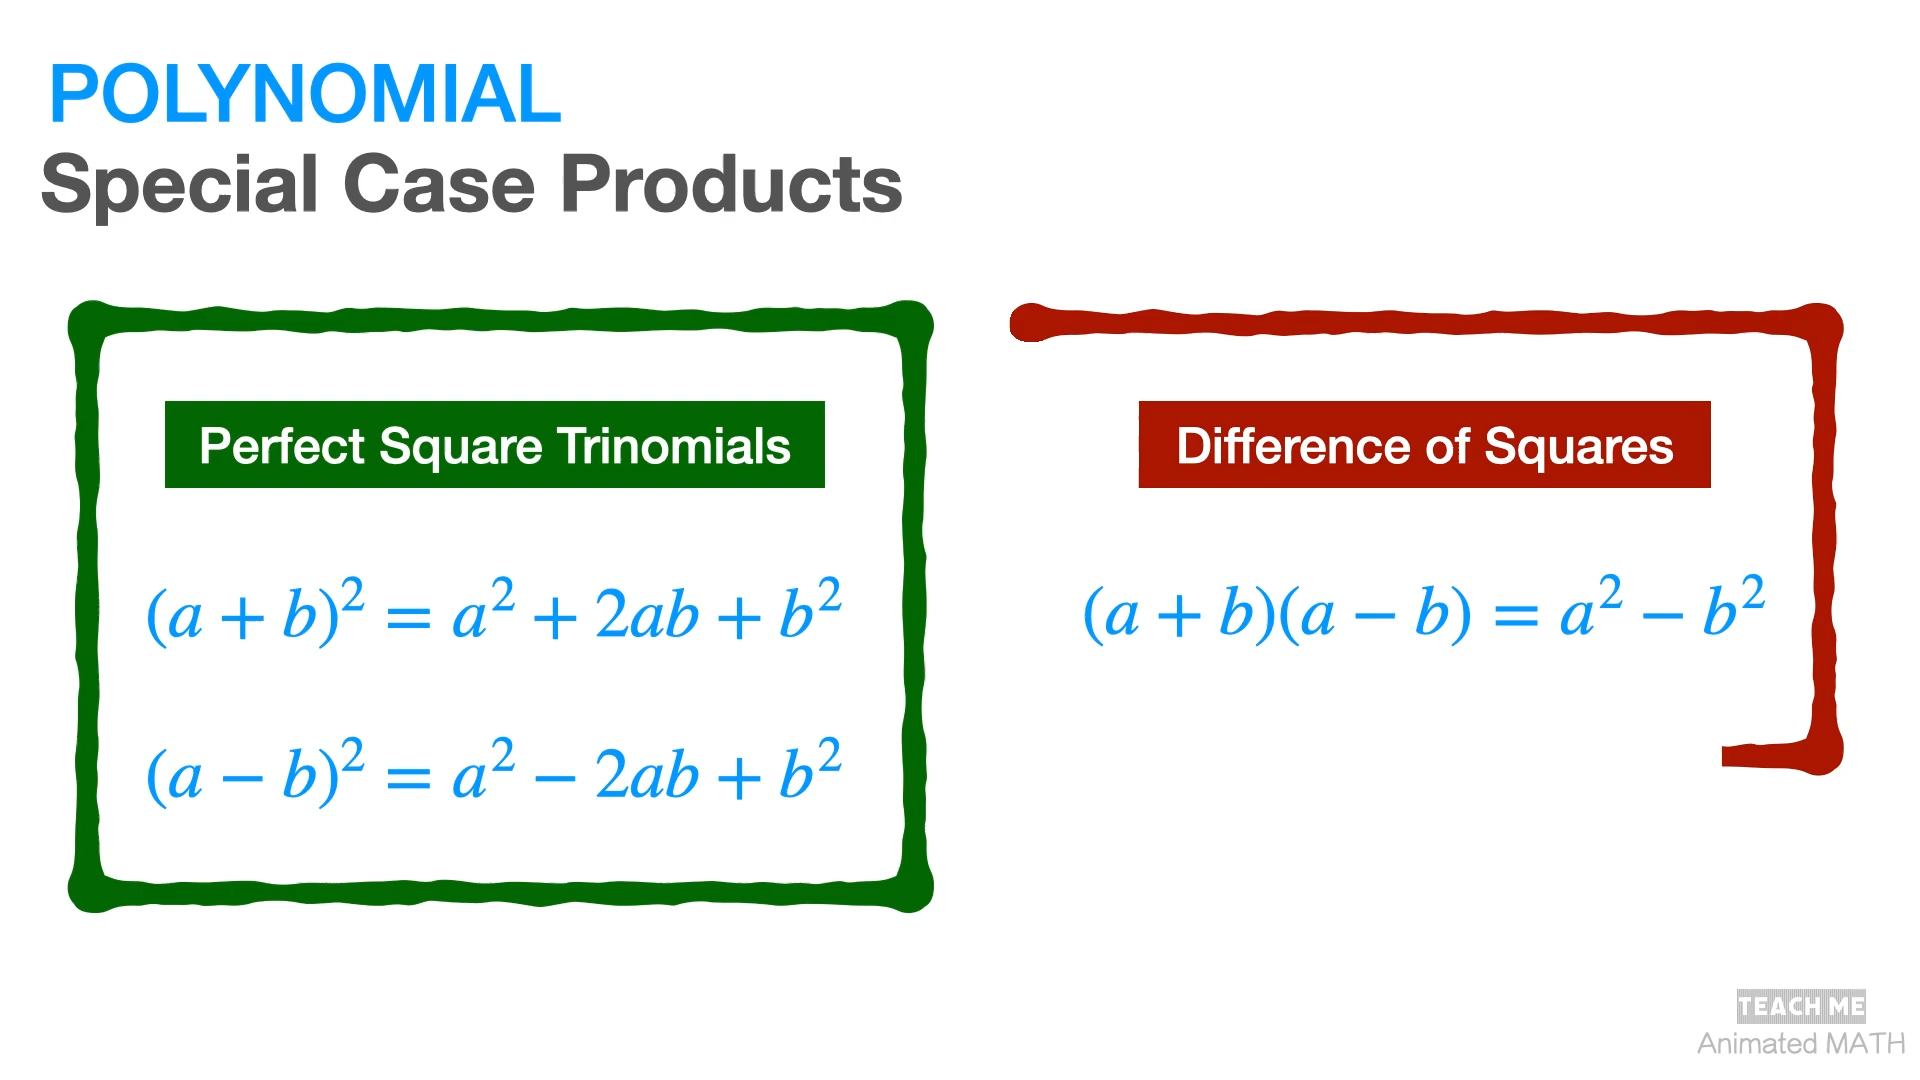 POLYNOMIAL
Special Case Products
Perfect Square Trinomials
(a + b)² = a² + 2ab + b²
(a − b)² = a² − 2ab + b²
Difference of Squares
(a + b)(a − b) = a² − b²
TEACH ME
Animated MATH